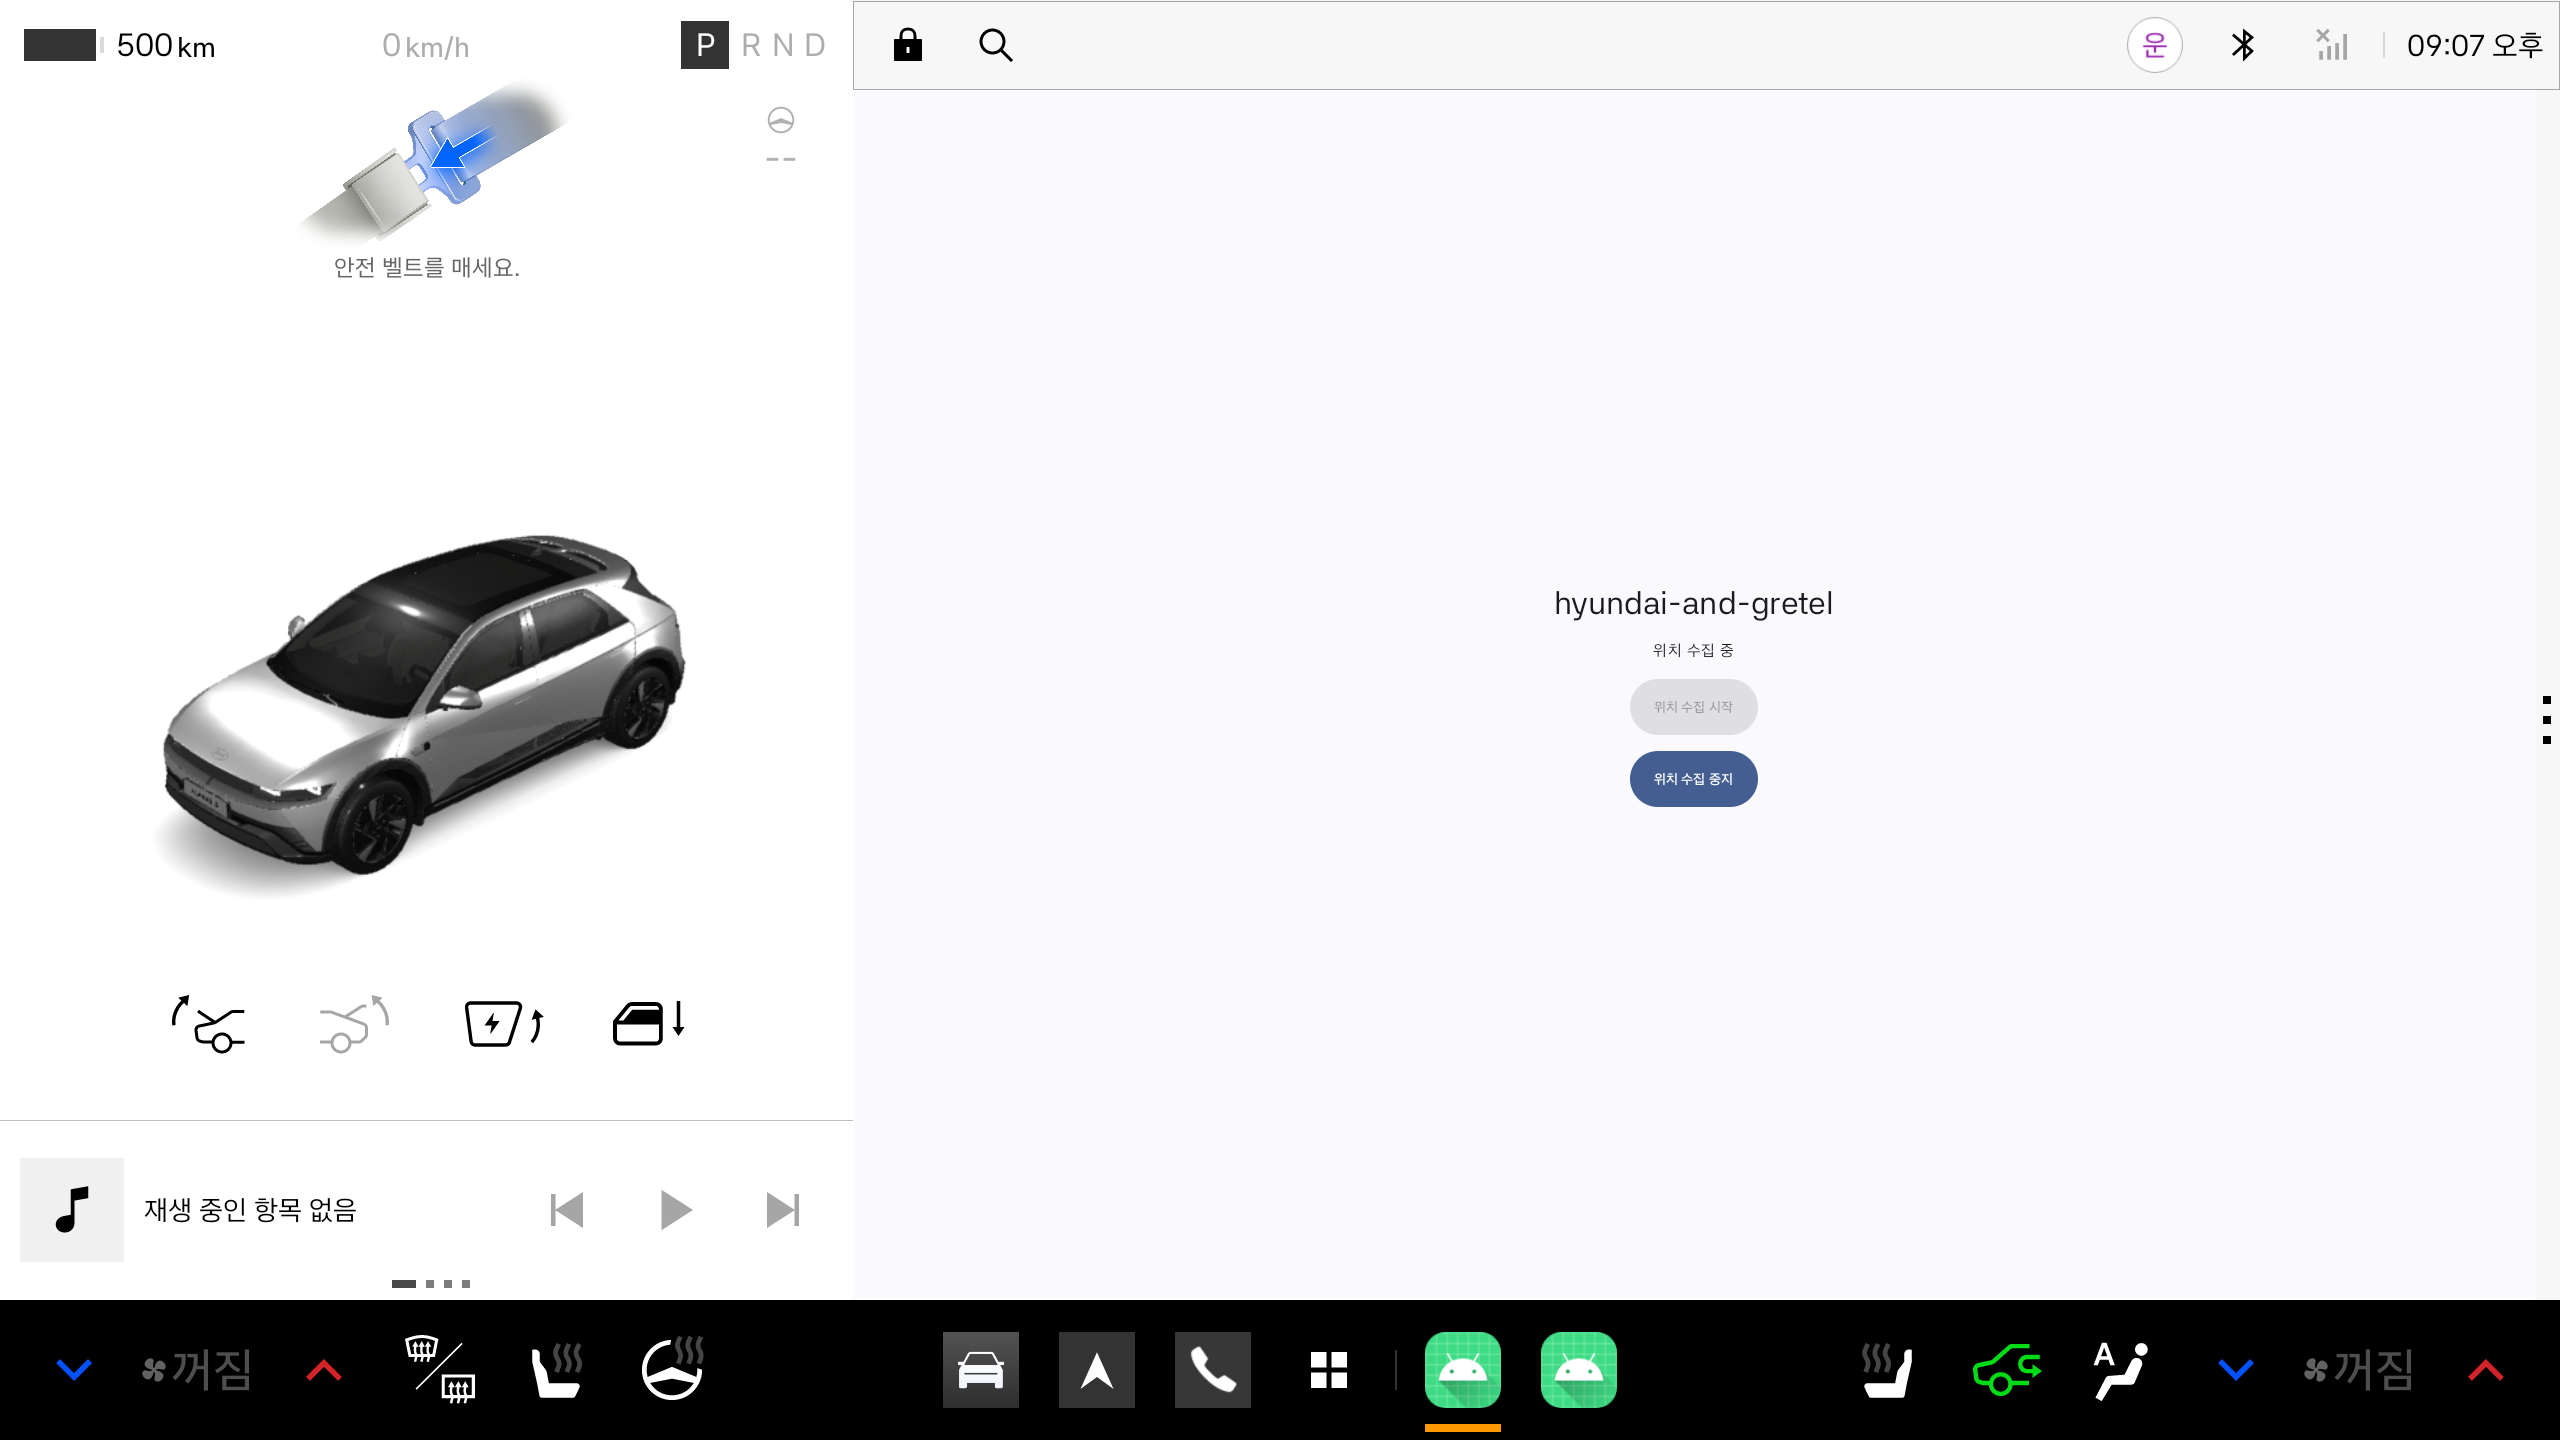 500 km
0 km/h
P R N D
09:07 오후
운
안전 벨트를 매세요.
hyundai-and-gretel
위치 수집 중
위치 수집 시작
위치 수집 중지
재생 중인 항목 없음
꺼짐
A
꺼짐